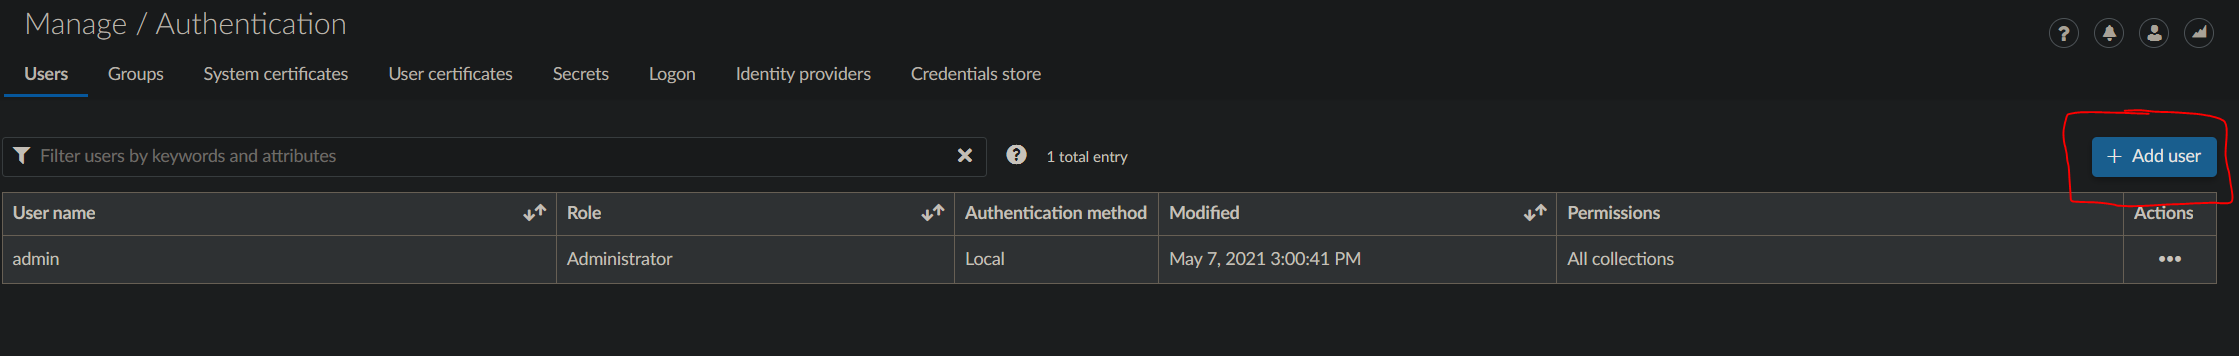 Manage / Authentication
Users Groups System certificates User certificates Secrets Logon Identity providers Credentials store
Filter users by keywords and attributes 1 total entry + Add user
User name Role Authentication method Modified Permissions Actions
admin Administrator Local May 7, 2021 3:00:41 PM All collections •••